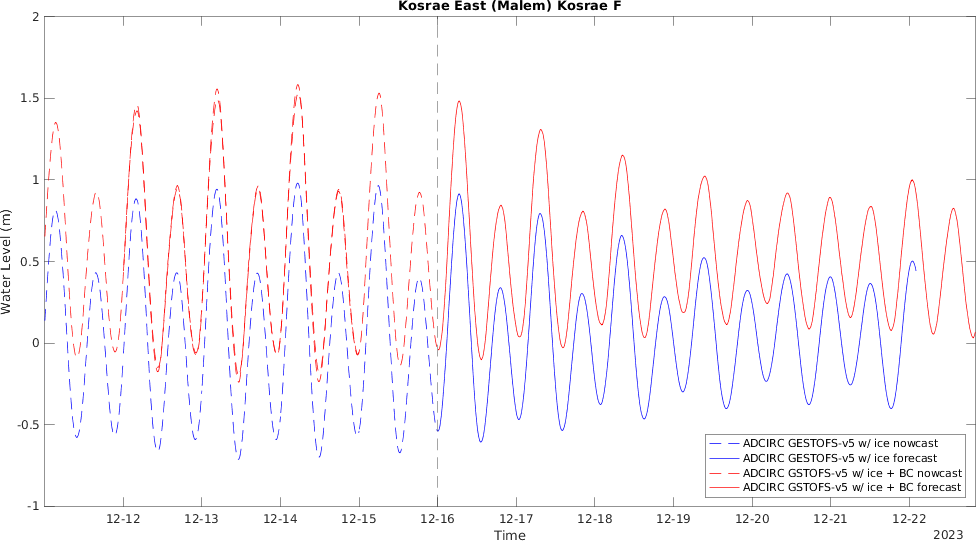 Kosrae East (Malem) Kosrae F
2
1.5
1
0.5
0
-0.5
-1
Water Level (m)
12-12
12-13
12-14
12-15
12-16
12-17
12-18
12-19
12-20
12-21
12-22
Time
2023
ADCIRC GESTOFS-v5 w/ ice nowcast
ADCIRC GESTOFS-v5 w/ ice forecast
ADCIRC GSTOFS-v5 w/ ice + BC nowcast
ADCIRC GSTOFS-v5 w/ ice + BC forecast